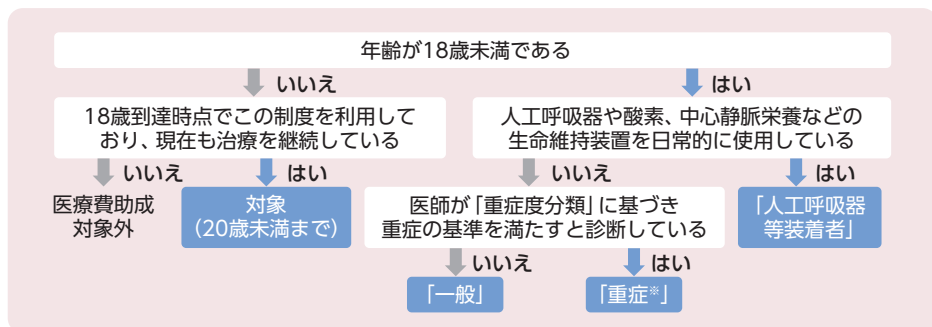 年齢が18歳未満である
いいえ
はい
18歳到達時点でこの制度を利用して
おり、現在も治療を継続している
人工呼吸器や酸素、中心静脈栄養などの
生命維持装置を日常的に使用している
いいえ
はい
いいえ
はい
医療費助成
対象外
対象
（20歳未満まで）
医師が「重症度分類」に基づき
重症の基準を満たすと診断している
「人工呼吸器
等装着者」
いいえ
はい
「一般」
「重症※」